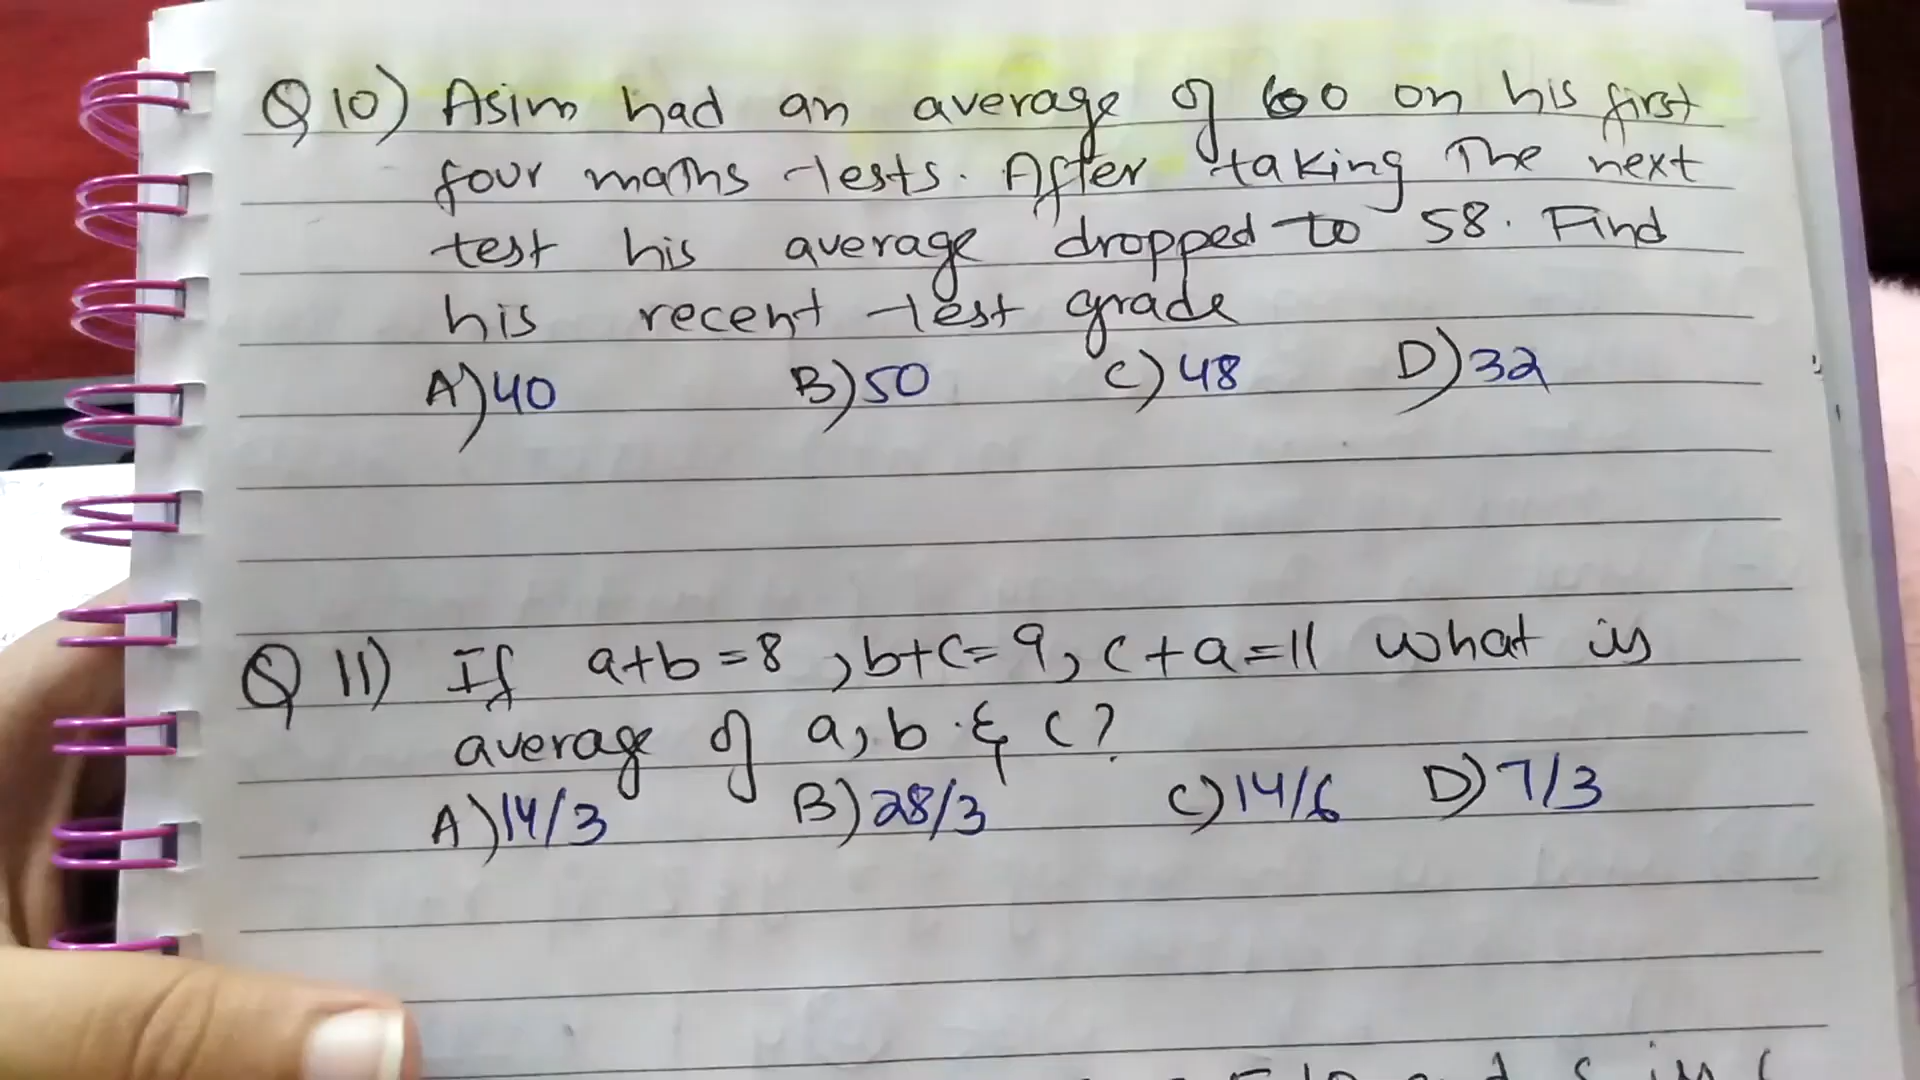 Q 10) Asim had an average of 60 on his first
four maths tests. After taking the next
test his average dropped to 58. Find
his recent test grade
A) 40 B) 50 C) 48 D) 32
Q 11) If a+b=8, b+c=9, c+a=11 what is
average of a, b & c?
A) 14/3 B) 28/3 C) 14/6 D) 7/3